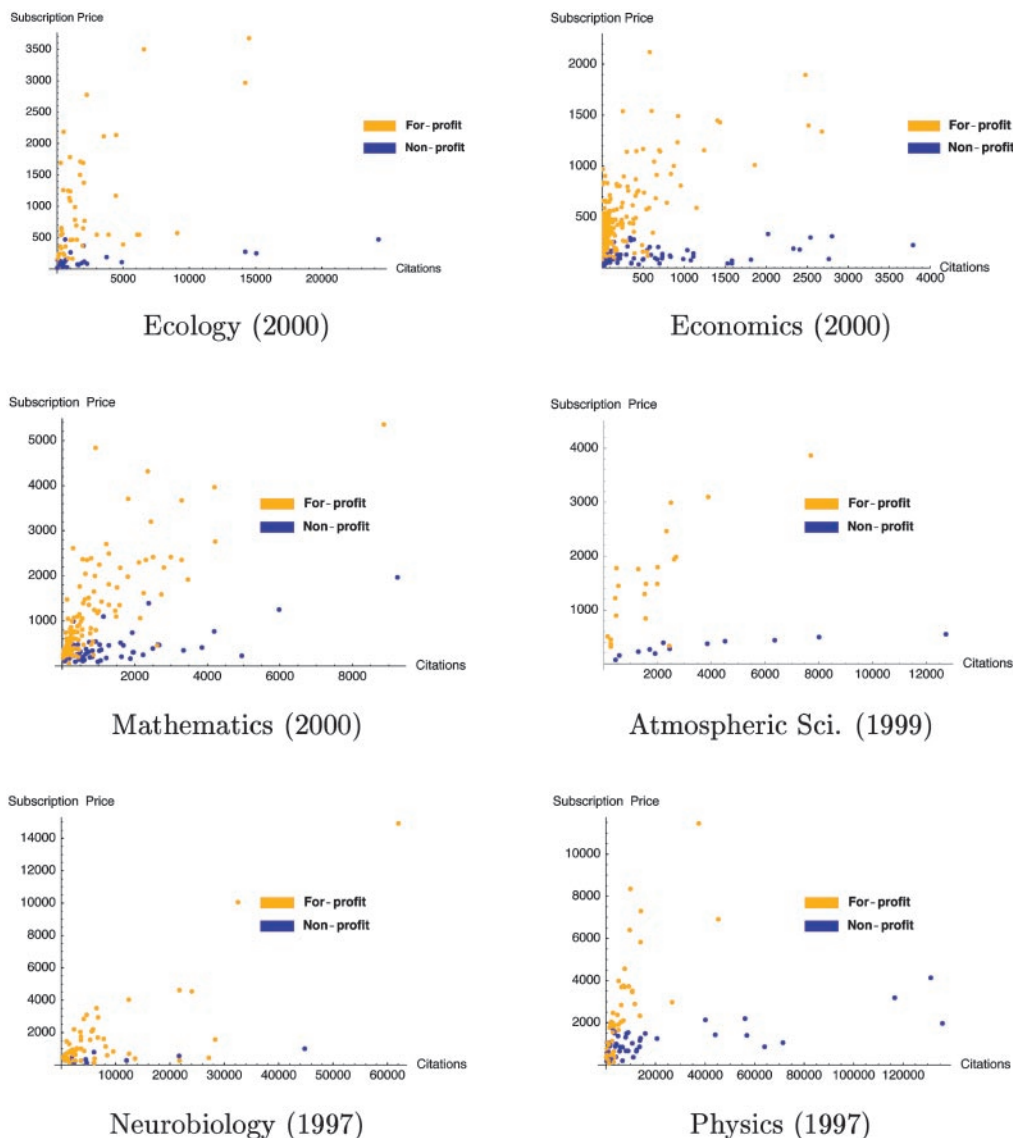 Subscription Price
3500
3000
2500
2000
1500
1000
500
For-profit
Non-profit
5000 10000 15000 20000
Citations
Ecology (2000)
Subscription Price
2000
1500
1000
500
For-profit
Non-profit
500 1000 1500 2000 2500 3000 3500 4000
Citations
Economics (2000)
Subscription Price
5000
4000
3000
2000
1000
For-profit
Non-profit
2000 4000 6000 8000
Citations
Mathematics (2000)
Subscription Price
4000
3000
2000
1000
For-profit
Non-profit
2000 4000 6000 8000 10000 12000
Citations
Atmospheric Sci. (1999)
Subscription Price
14000
12000
10000
8000
6000
4000
2000
For-profit
Non-profit
10000 20000 30000 40000 50000 60000
Citations
Neurobiology (1997)
Subscription Price
10000
8000
6000
4000
2000
For-profit
Non-profit
20000 40000 60000 80000 100000 120000
Citations
Physics (1997)